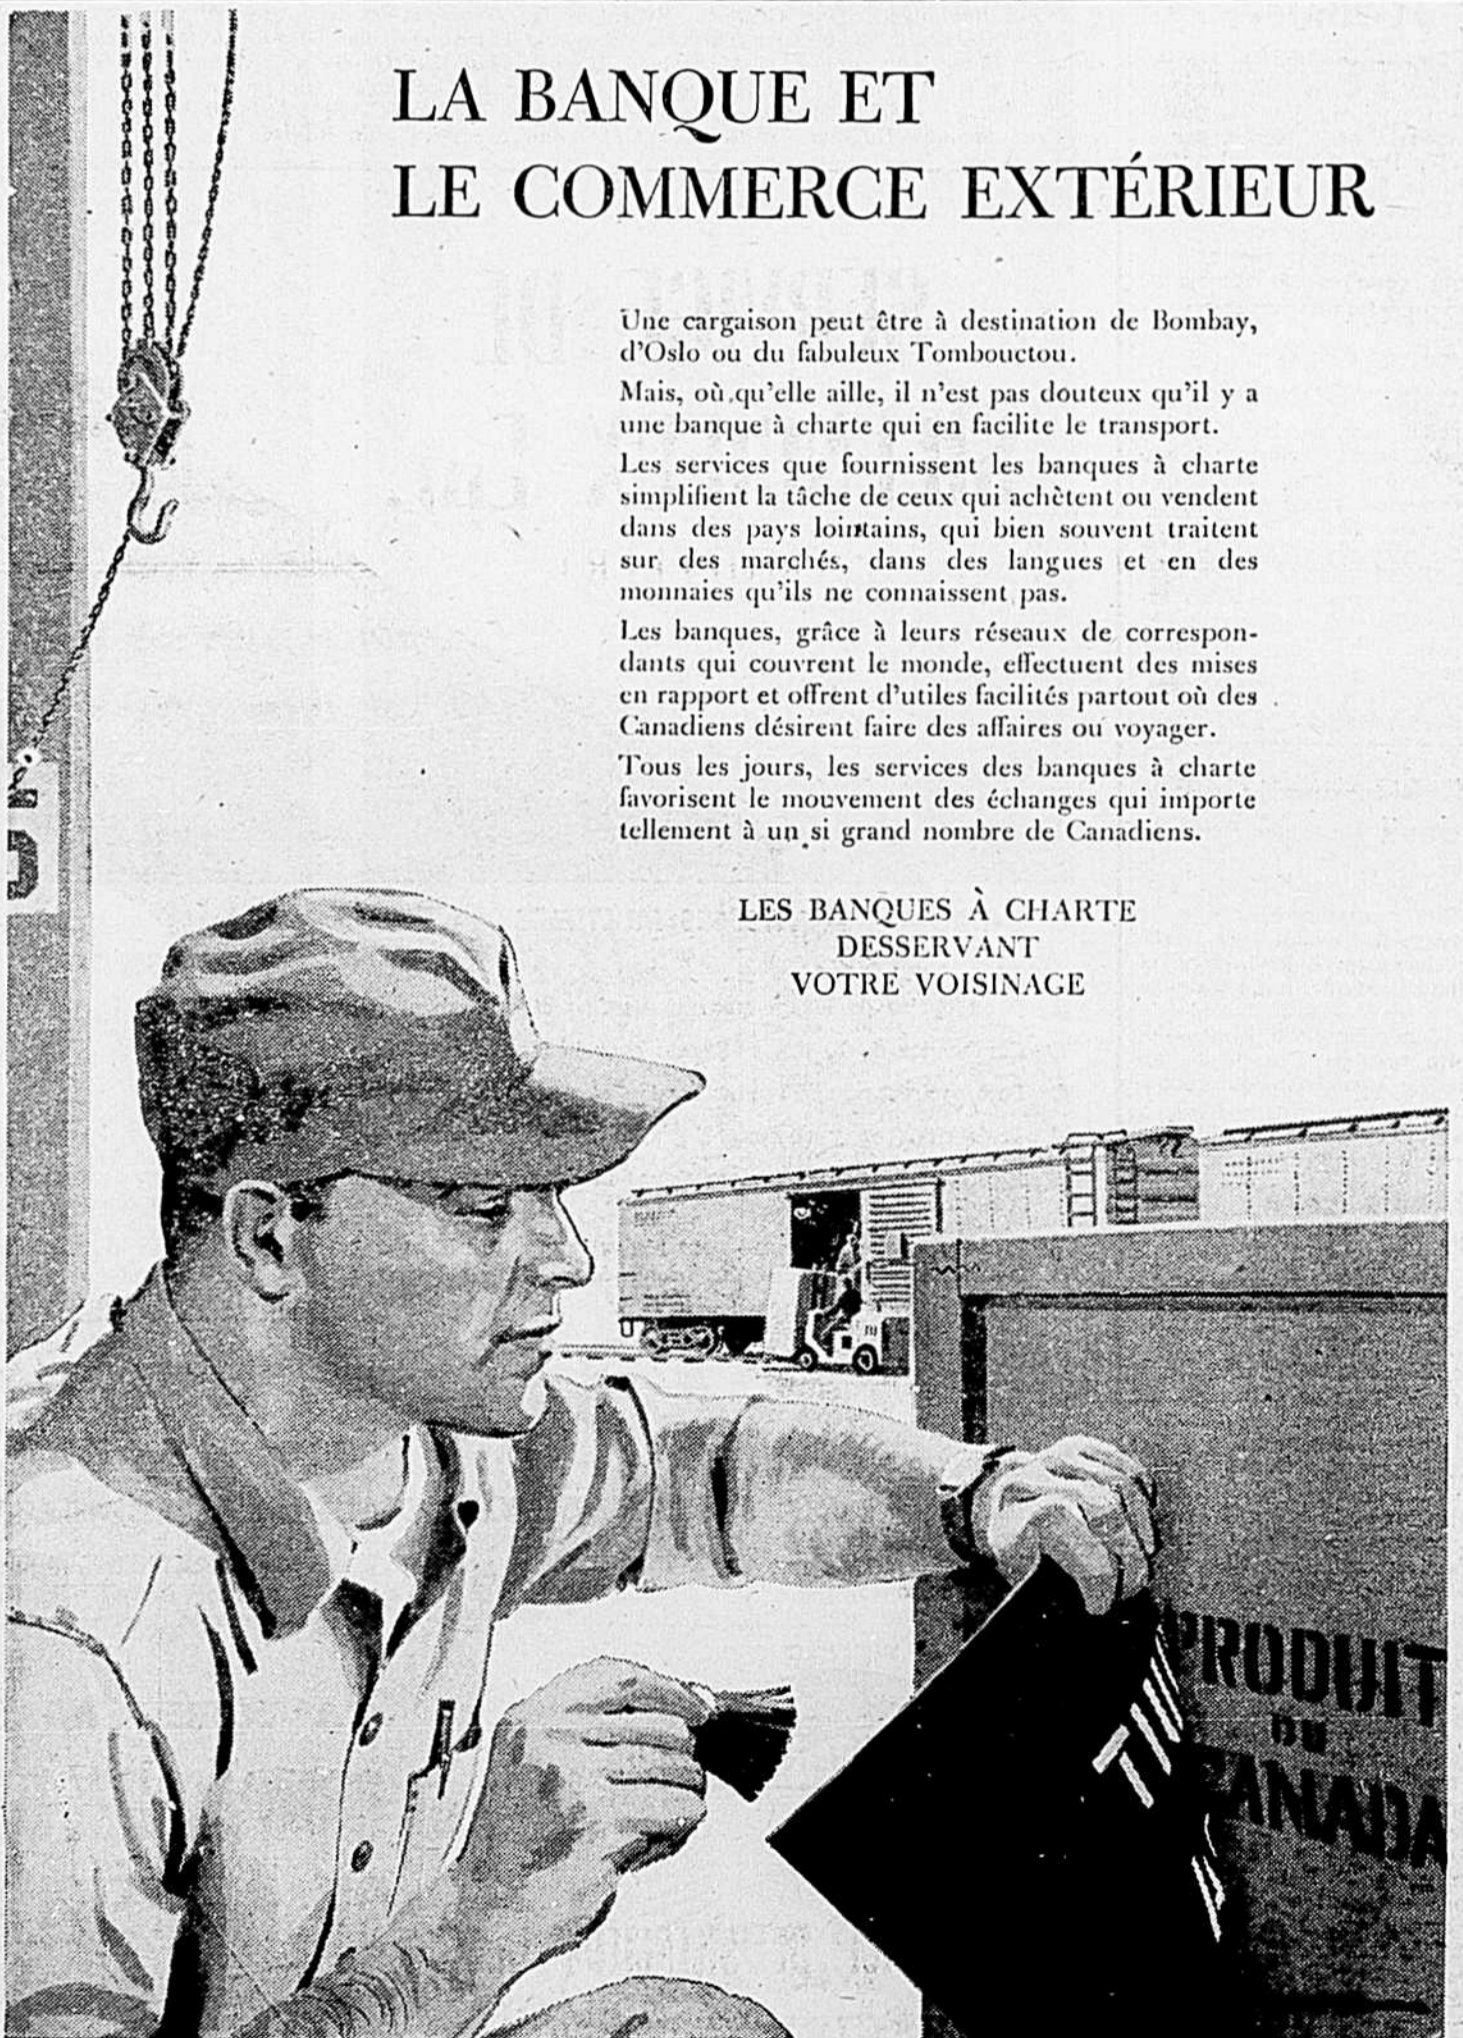 LA BANQUE ET
LE COMMERCE EXTÉRIEUR
Une cargaison peut être à destination de Bombay,
d'Oslo ou du fabuleux Tombouctou.
Mais, où qu'elle aille, il n'est pas douteux qu'il y a
une banque à charte qui en facilite le transport.
Les services que fournissent les banques à charte
simplifient la tâche de ceux qui achètent ou vendent
dans des pays lointains, qui bien souvent traitent
sur des marchés, dans des langues et en des
monnaies qu'ils ne connaissent pas.
Les banques, grâce à leurs réseaux de correspon-
dants qui couvrent le monde, effectuent des mises
en rapport et offrent d'utiles facilités partout où des
Canadiens désirent faire des affaires ou voyager.
Tous les jours, les services des banques à charte
favorisent le mouvement des échanges qui importe
tellement à un si grand nombre de Canadiens.
LES BANQUES À CHARTE
DESSERVANT
VOTRE VOISINAGE
5
PRODUIT
DU
CANADA